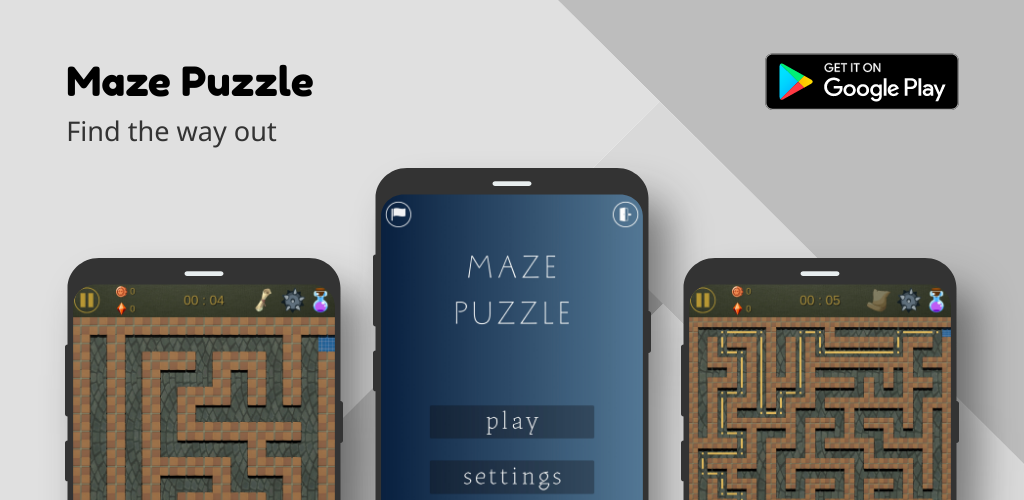 Maze Puzzle
Find the way out
GET IT ON
Google Play
0
00 : 04
0
MAZE
PUZZLE
play
settings
0
00 : 05
0